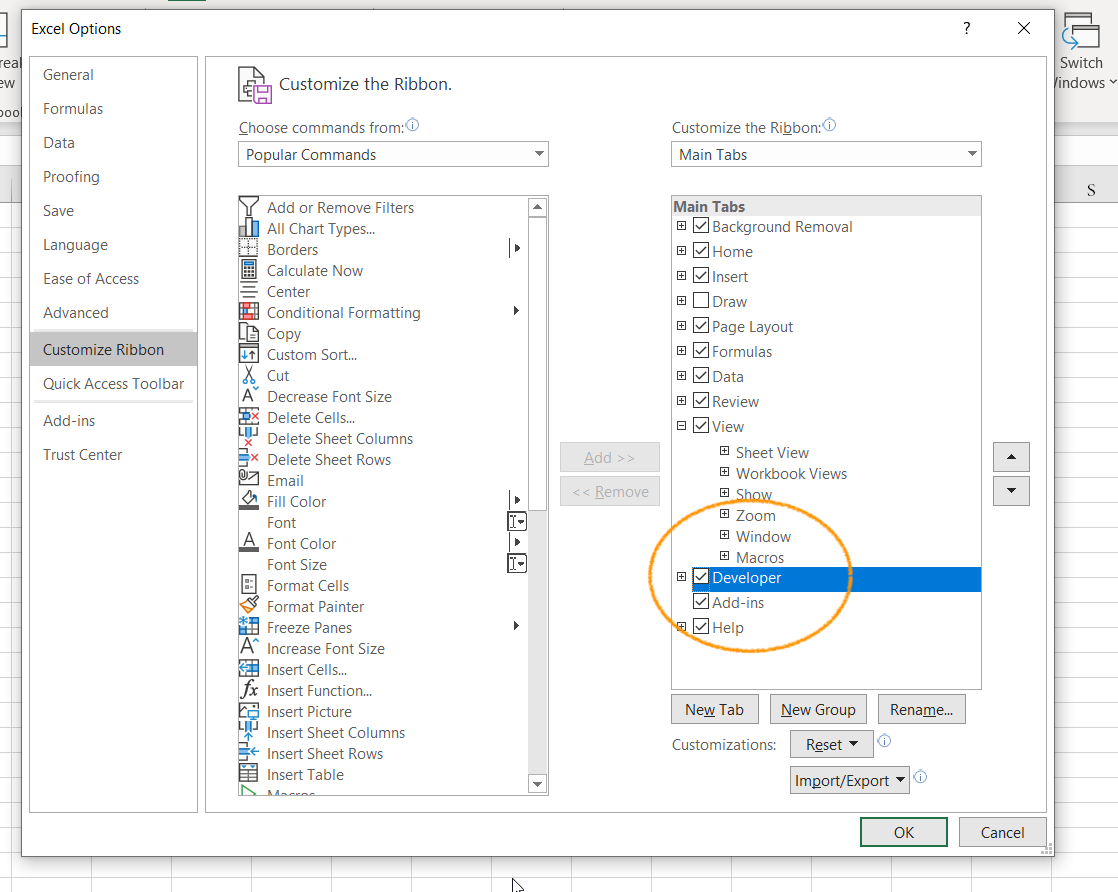 Excel Options
?
General
Formulas
Data
Proofing
Save
Language
Ease of Access
Advanced
Customize Ribbon
Quick Access Toolbar
Add-ins
Trust Center
Customize the Ribbon.
Choose commands from:
Popular Commands
Add or Remove Filters
All Chart Types...
Borders
Calculate Now
Center
Conditional Formatting
Copy
Custom Sort...
Cut
Decrease Font Size
Delete Cells...
Delete Sheet Columns
Delete Sheet Rows
Email
Fill Color
Font
Font Color
Font Size
Format Cells
Format Painter
Freeze Panes
Increase Font Size
Insert Cells...
Insert Function...
Insert Picture
Insert Sheet Columns
Insert Sheet Rows
Insert Table
Macros
Add >>
<< Remove
Customize the Ribbon:
Main Tabs
Main Tabs
Background Removal
Home
Insert
Draw
Page Layout
Formulas
Data
Review
View
Sheet View
Workbook Views
Show
Zoom
Window
Macros
Developer
Add-ins
Help
New Tab
New Group
Rename...
Customizations:
Reset
Import/Export
OK
Cancel
Switch
Windows
S